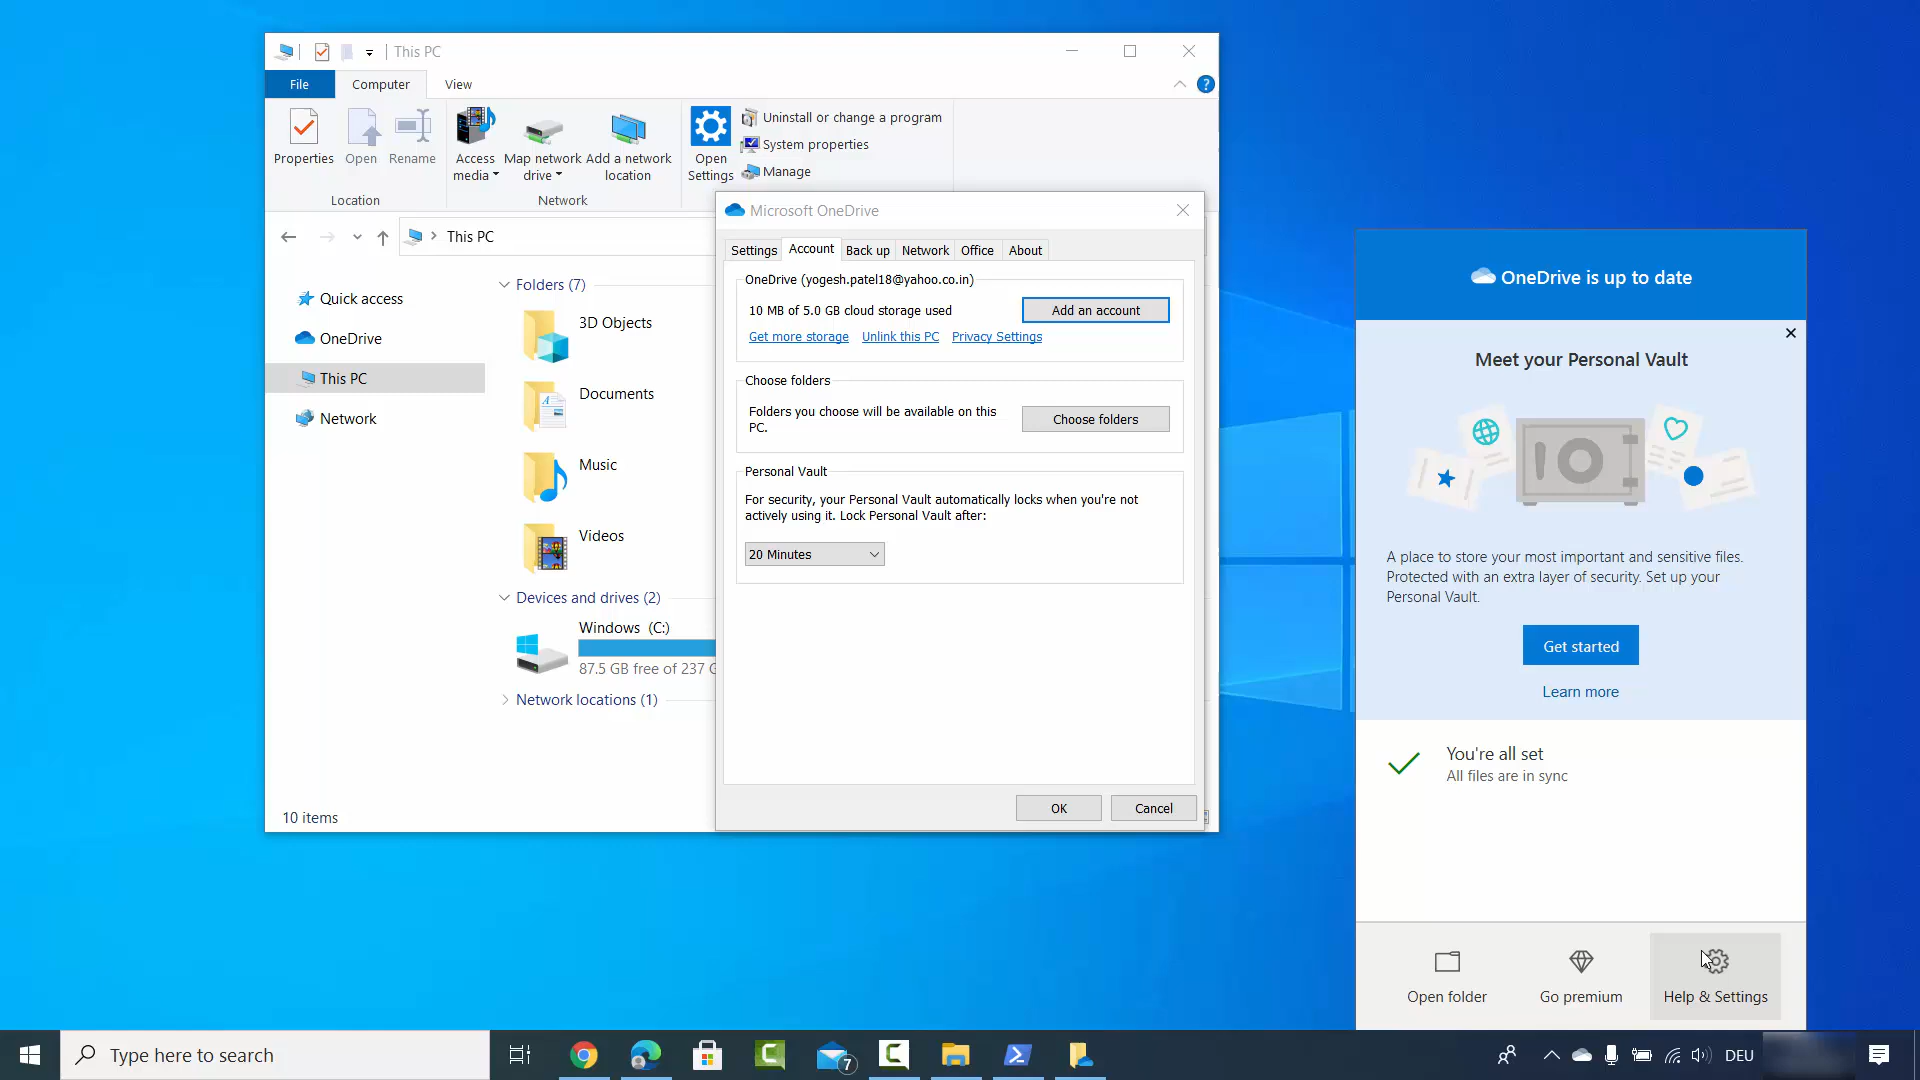 This PC
File
Computer
View
?
Properties
Open
Rename
Access
media
Map network
drive
Add a network
location
Open
Settings
Uninstall or change a program
System properties
Manage
Location
Network
This PC
Quick access
OneDrive
This PC
Network
Folders (7)
3D Objects
Documents
Music
Videos
Devices and drives (2)
Windows (C:)
87.5 GB free of 237 G
Network locations (1)
10 items
Microsoft OneDrive
Settings
Account
Back up
Network
Office
About
OneDrive (yogesh.patel18@yahoo.co.in)
10 MB of 5.0 GB cloud storage used
Add an account
Get more storage
Unlink this PC
Privacy Settings
Choose folders
Folders you choose will be available on this
PC.
Choose folders
Personal Vault
For security, your Personal Vault automatically locks when you're not
actively using it. Lock Personal Vault after:
20 Minutes
OK
Cancel
OneDrive is up to date
Meet your Personal Vault
A place to store your most important and sensitive files.
Protected with an extra layer of security. Set up your
Personal Vault.
Get started
Learn more
You're all set
All files are in sync
Open folder
Go premium
Help & Settings
Type here to search
7
DEU